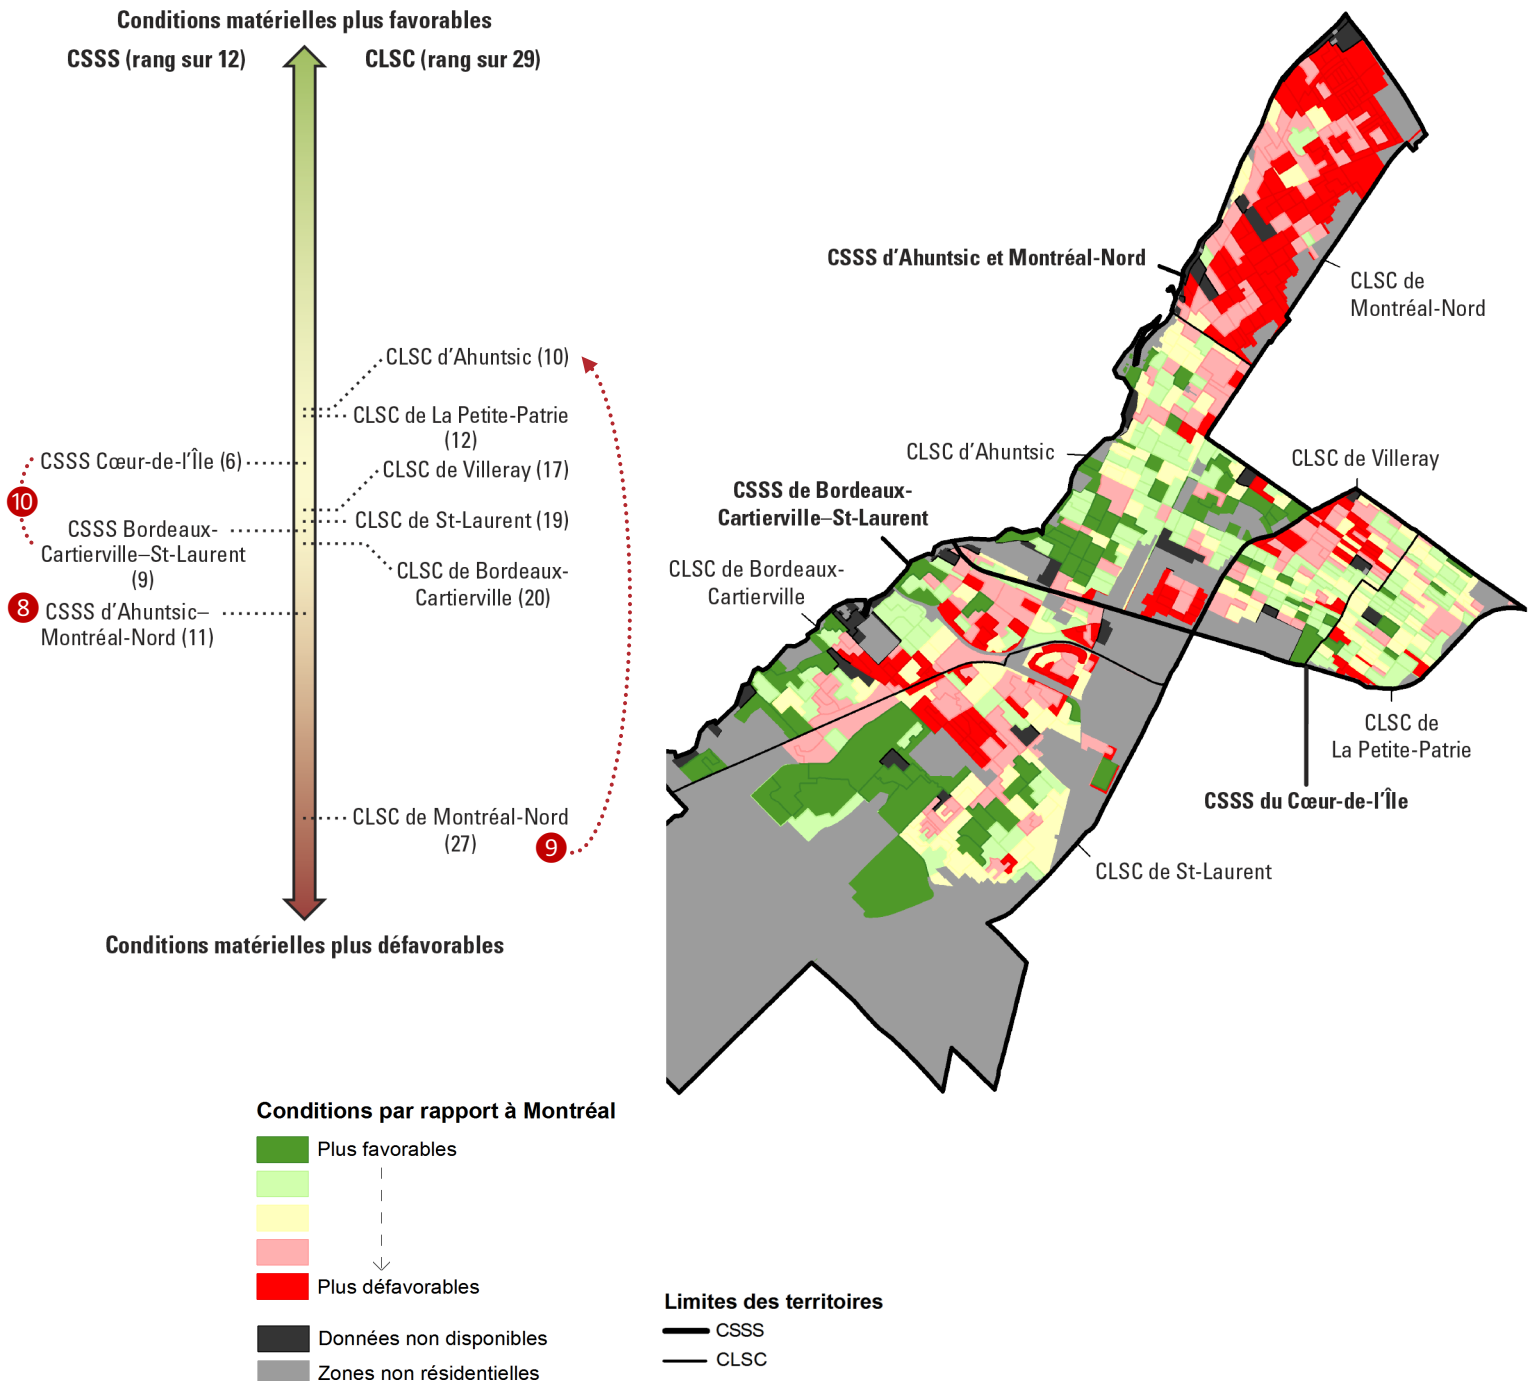 Conditions matérielles plus favorables
CSSS (rang sur 12)
CLSC (rang sur 29)
CLSC d’Ahuntsic (10)
CLSC de La Petite-Patrie
(12)
CSSS Cœur-de-l’Île (6)
CLSC de Villeray (17)
10
CLSC de St-Laurent (19)
CSSS Bordeaux-
Cartierville–St-Laurent
(9)
CLSC de Bordeaux-
Cartierville (20)
8
CSSS d’Ahuntsic–
Montréal-Nord (11)
CLSC de Montréal-Nord
(27)
9
Conditions matérielles plus défavorables
CSSS d’Ahuntsic et Montréal-Nord
CLSC de
Montréal-Nord
CLSC d’Ahuntsic
CLSC de Villeray
CSSS de Bordeaux-
Cartierville–St-Laurent
CLSC de Bordeaux-
Cartierville
CLSC de
La Petite-Patrie
CSSS du Cœur-de-l’Île
CLSC de St-Laurent
Conditions par rapport à Montréal
Plus favorables
Plus défavorables
Données non disponibles
Zones non résidentielles
Limites des territoires
CSSS
CLSC